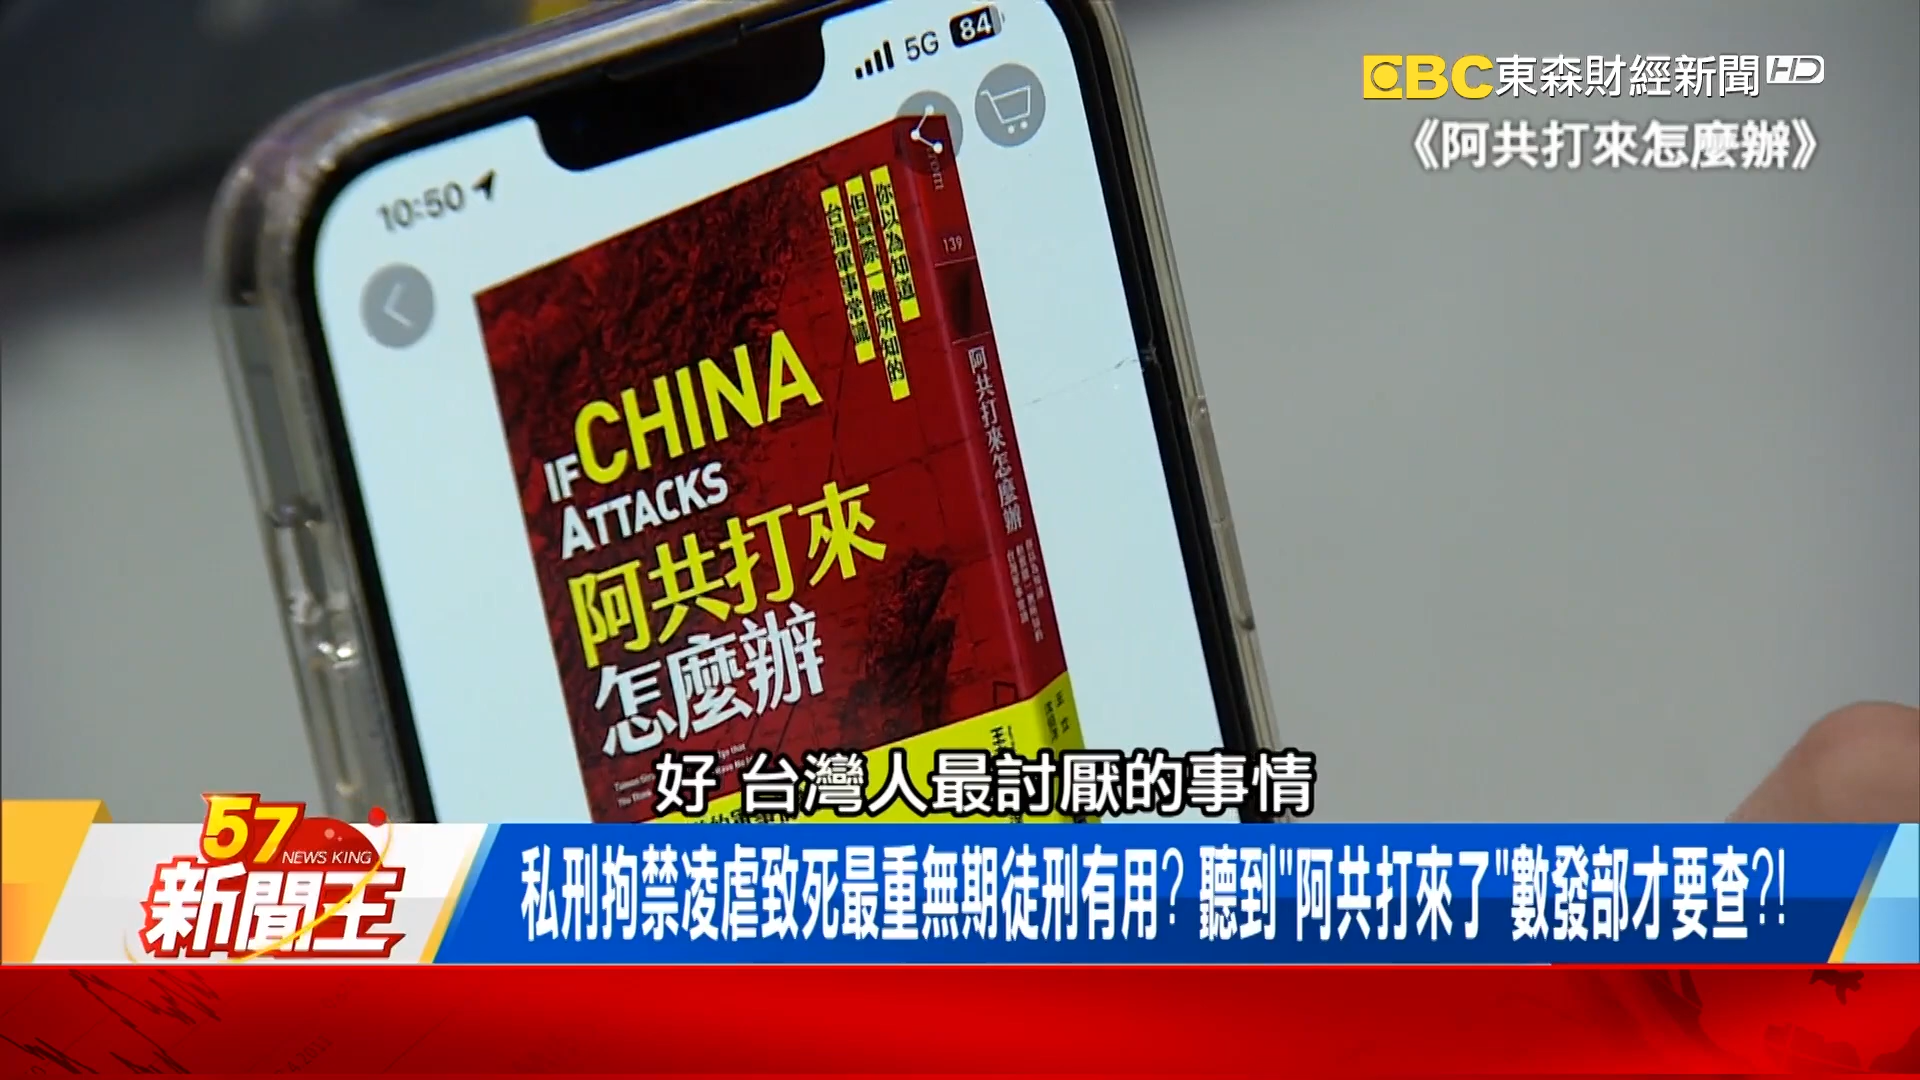 EBC東森財經新聞HD
《阿共打來怎麼辦》
10:50
5G 84
你以為知道
但實際一無所知的
台海軍事常識
139
IF CHINA
ATTACKS
阿共打來
怎麼辦
阿共打來怎麼辦
好 台灣人最討厭的事情
57
NEWS KING
新聞王
私刑拘禁凌虐致死最重無期徒刑有用? 聽到"阿共打來了"數發部才要查?!